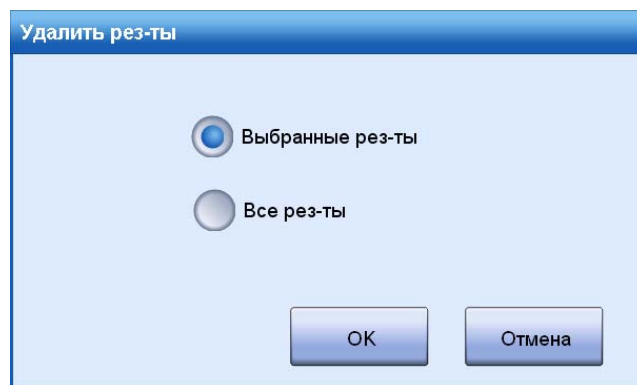 Удалить рез-ты
Выбранные рез-ты
Все рез-ты
OK
Отмена